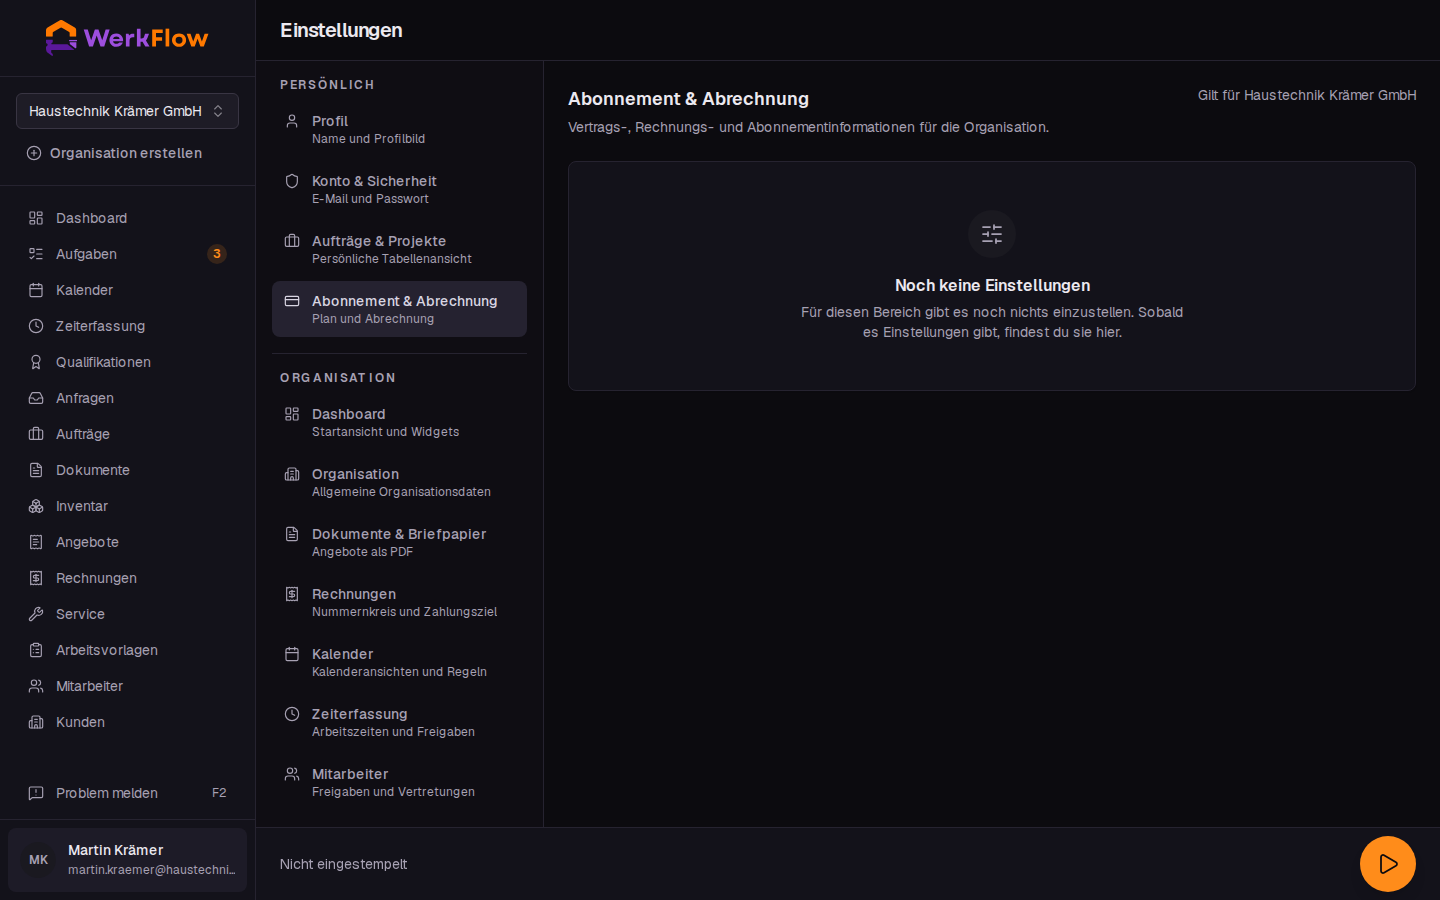 WerkFlow
Haustechnik Krämer GmbH
Organisation erstellen
Dashboard
Aufgaben 3
Kalender
Zeiterfassung
Qualifikationen
Anfragen
Aufträge
Dokumente
Inventar
Angebote
Rechnungen
Service
Arbeitsvorlagen
Mitarbeiter
Kunden
Problem melden F2
MK
Martin Krämer
martin.kraemer@haustechni...
Einstellungen
PERSÖNLICH
Profil
Name und Profilbild
Konto & Sicherheit
E-Mail und Passwort
Aufträge & Projekte
Persönliche Tabellenansicht
Abonnement & Abrechnung
Plan und Abrechnung
ORGANISATION
Dashboard
Startansicht und Widgets
Organisation
Allgemeine Organisationsdaten
Dokumente & Briefpapier
Angebote als PDF
Rechnungen
Nummernkreis und Zahlungsziel
Kalender
Kalenderansichten und Regeln
Zeiterfassung
Arbeitszeiten und Freigaben
Mitarbeiter
Freigaben und Vertretungen
Abonnement & Abrechnung
Gilt für Haustechnik Krämer GmbH
Vertrags-, Rechnungs- und Abonnementinformationen für die Organisation.
Noch keine Einstellungen
Für diesen Bereich gibt es noch nichts einzustellen. Sobald
es Einstellungen gibt, findest du sie hier.
Nicht eingestempelt